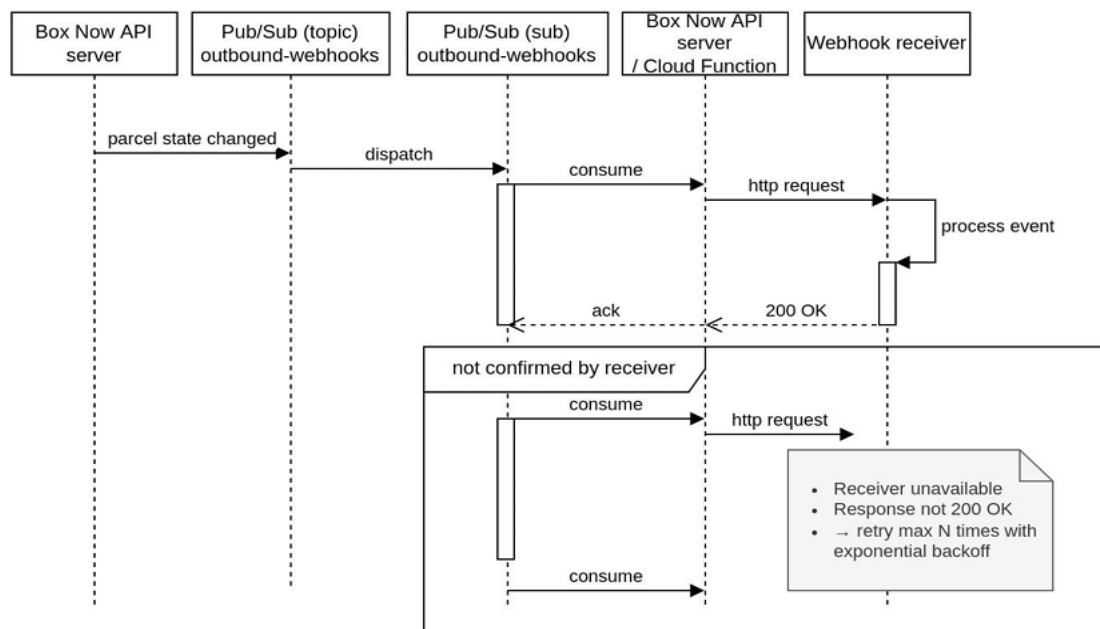 Box Now API
server
Pub/Sub (topic)
outbound-webhooks
Pub/Sub (sub)
outbound-webhooks
Box Now API
server
/ Cloud Function
Webhook receiver
parcel state changed
dispatch
consume
http request
process event
ack
200 OK
not confirmed by receiver
consume
http request
• Receiver unavailable
• Response not 200 OK
• → retry max N times with
exponential backoff
consume